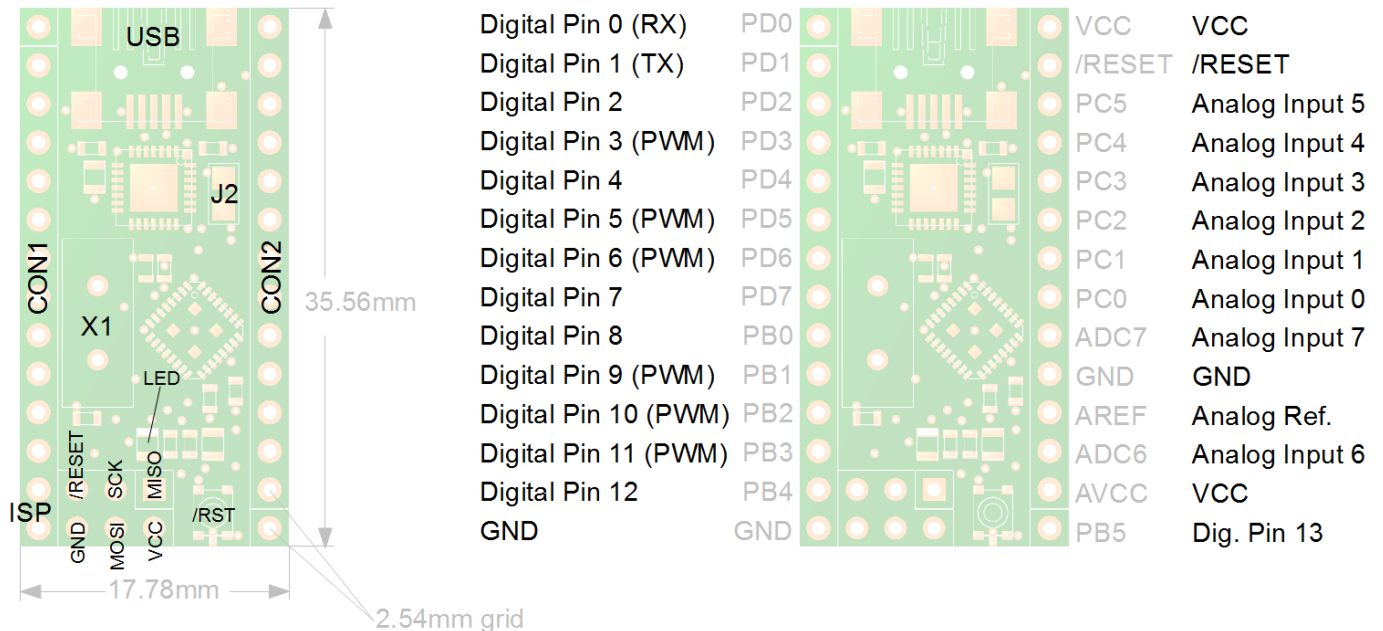 USB
J2
CON1
CON2
X1
LED
35.56mm
/RESET
SCK
MISO
ISP
GND
MOSI
VCC
/RST
17.78mm
2.54mm grid
Digital Pin 0 (RX) PD0 VCC VCC
Digital Pin 1 (TX) PD1 /RESET /RESET
Digital Pin 2 PD2 PC5 Analog Input 5
Digital Pin 3 (PWM) PD3 PC4 Analog Input 4
Digital Pin 4 PD4 PC3 Analog Input 3
Digital Pin 5 (PWM) PD5 PC2 Analog Input 2
Digital Pin 6 (PWM) PD6 PC1 Analog Input 1
Digital Pin 7 PD7 PC0 Analog Input 0
Digital Pin 8 PB0 ADC7 Analog Input 7
Digital Pin 9 (PWM) PB1 GND GND
Digital Pin 10 (PWM) PB2 AREF Analog Ref.
Digital Pin 11 (PWM) PB3 ADC6 Analog Input 6
Digital Pin 12 PB4 AVCC VCC
GND GND PB5 Dig. Pin 13